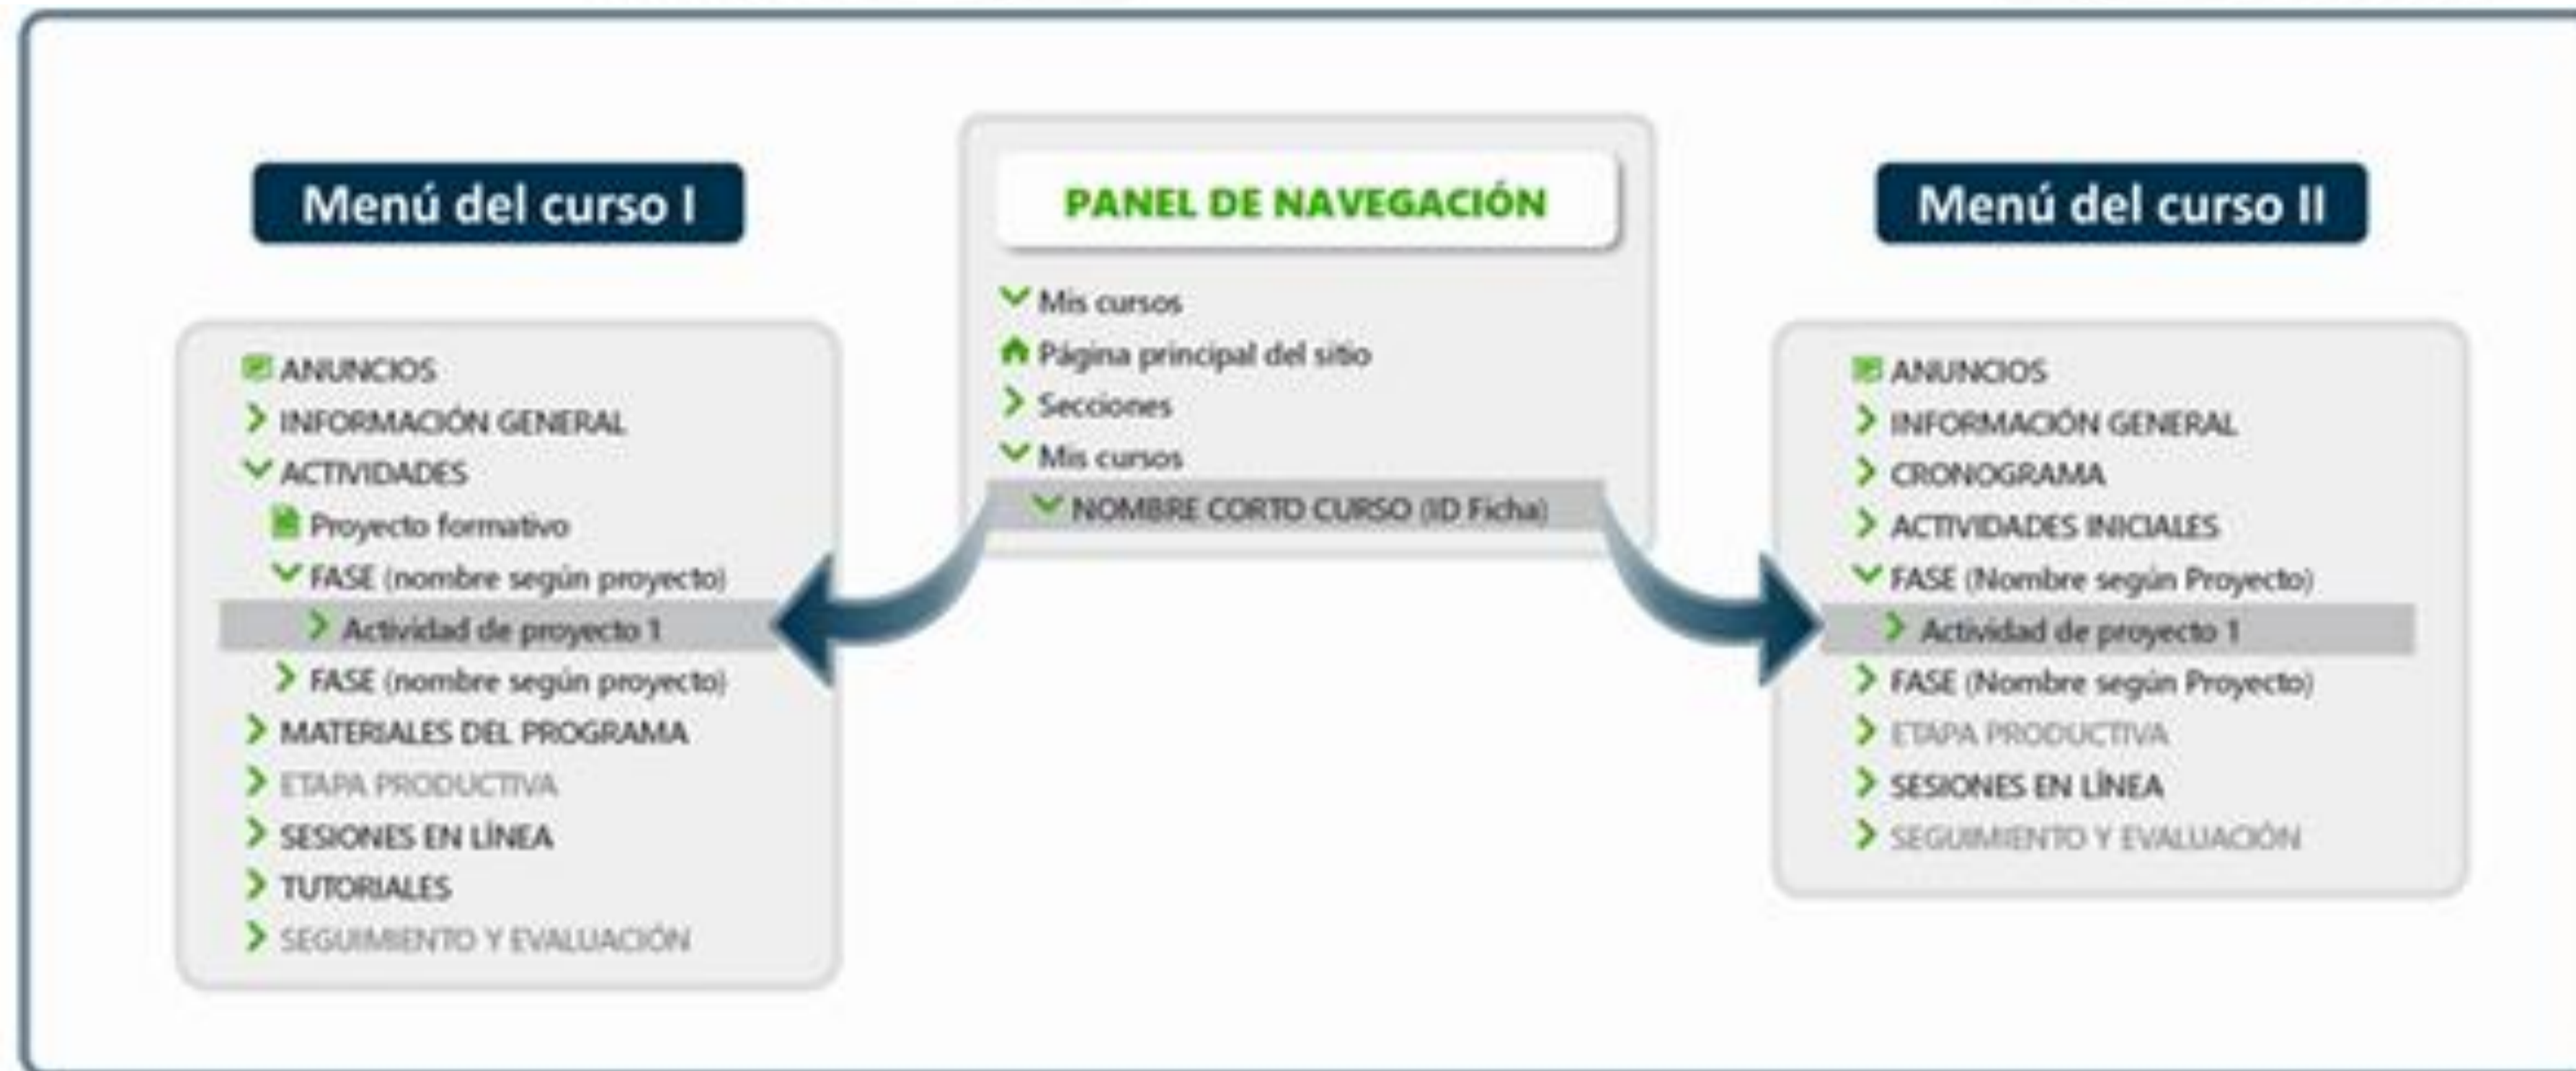 Menú del curso I
ANUNCIOS
INFORMACIÓN GENERAL
ACTIVIDADES
Proyecto formativo
FASE (nombre según proyecto)
Actividad de proyecto 1
FASE (nombre según proyecto)
MATERIALES DEL PROGRAMA
ETAPA PRODUCTIVA
SESIONES EN LÍNEA
TUTORIALES
SEGUIMIENTO Y EVALUACIÓN
PANEL DE NAVEGACIÓN
Mis cursos
Página principal del sitio
Secciones
Mis cursos
NOMBRE CORTO CURSO (ID Ficha)
Menú del curso II
ANUNCIOS
INFORMACIÓN GENERAL
CRONOGRAMA
ACTIVIDADES INICIALES
FASE (Nombre según Proyecto)
Actividad de proyecto 1
FASE (Nombre según Proyecto)
ETAPA PRODUCTIVA
SESIONES EN LÍNEA
SEGUIMIENTO Y EVALUACIÓN